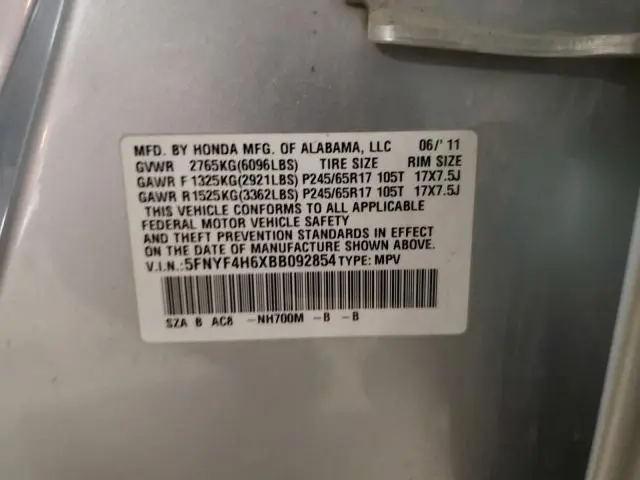 MFD. BY HONDA MFG. OF ALABAMA, LLC 06/'11
GVWR 2765KG(6096LBS) TIRE SIZE RIM SIZE
GAWR F 1325KG(2921LBS) P245/65R17 105T 17X7.5J
GAWR R 1525KG(3362LBS) P245/65R17 105T 17X7.5J
THIS VEHICLE CONFORMS TO ALL APPLICABLE
FEDERAL MOTOR VEHICLE SAFETY
AND THEFT PREVENTION STANDARDS IN EFFECT
ON THE DATE OF MANUFACTURE SHOWN ABOVE.
V.I.N.:5FNYF4H6XBB092854 TYPE: MPV
SZA B AC8 -NH700M -B -B